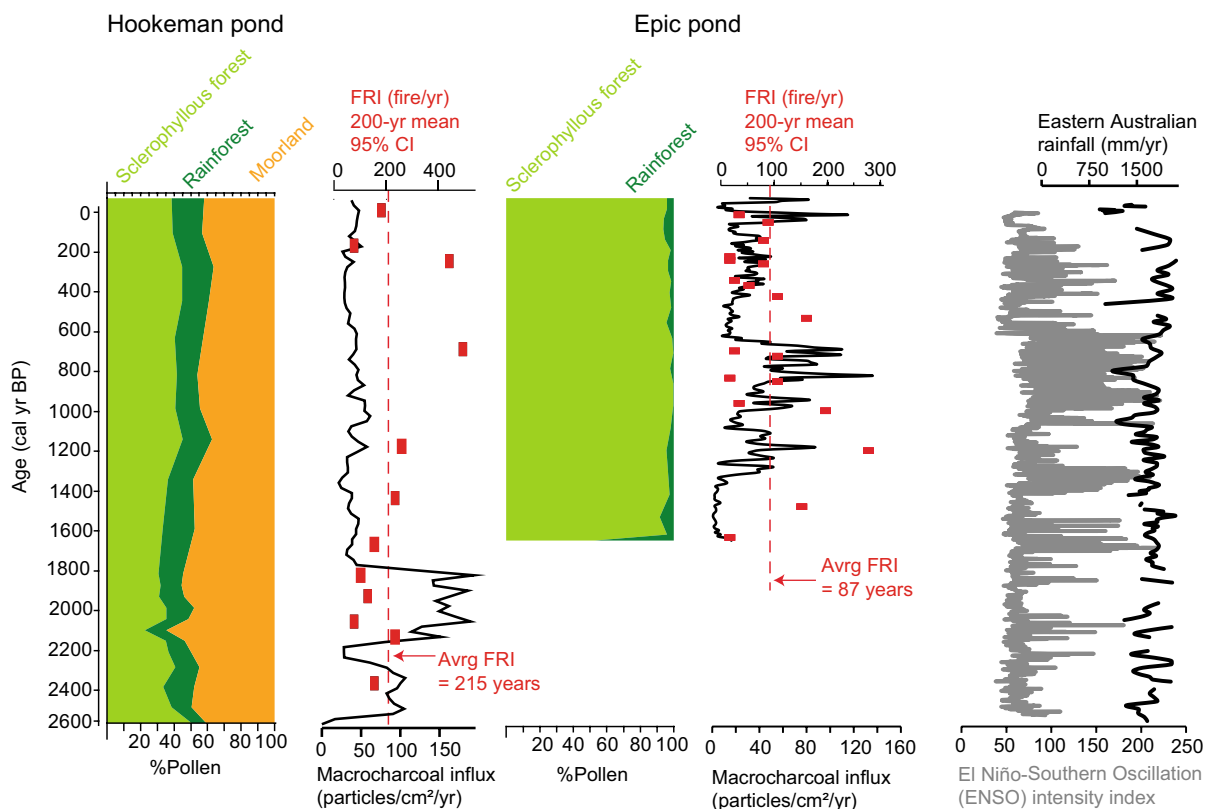 Hookeman pond
Epic pond
Sclerophyllous forest
Rainforest
Moorland
FRI (fire/yr)
200-yr mean
95% CI
0 200 400
Sclerophyllous forest
Rainforest
FRI (fire/yr)
200-yr mean
95% CI
0 100 200 300
Eastern Australian
rainfall (mm/yr)
0 750 1500
Age (cal yr BP)
0
200
400
600
800
1000
1200
1400
1600
1800
2000
2200
2400
2600
Avrg FRI
= 215 years
Avrg FRI
= 87 years
20 40 60 80 100
%Pollen
0 50 100 150
Macrocharcoal influx
(particles/cm²/yr)
20 40 60 80 100
%Pollen
0 40 80 120 160
Macrocharcoal influx
(particles/cm²/yr)
0 50 100 150 200 250
El Niño-Southern Oscillation
(ENSO) intensity index